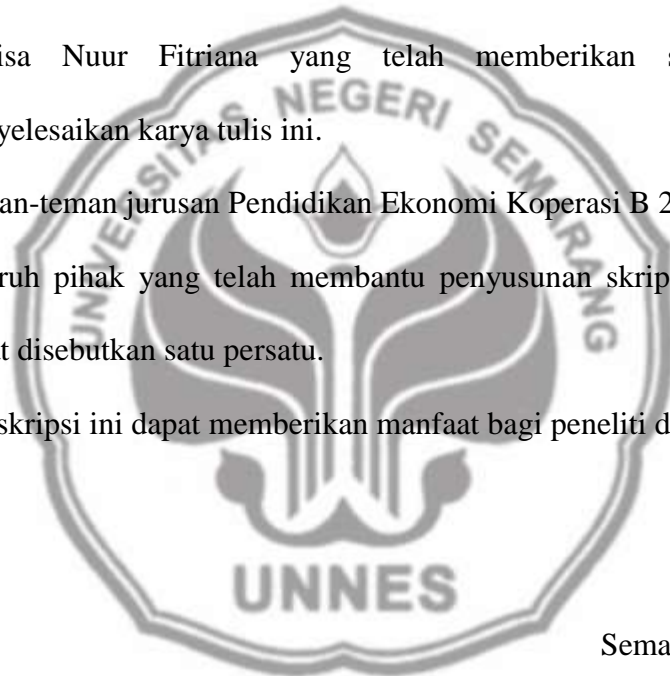 isa Nuur Fitriana yang telah memberikan s
yelesaikan karya tulis ini.
an-teman jurusan Pendidikan Ekonomi Koperasi B 2
ruh pihak yang telah membantu penyusunan skrip
t disebutkan satu persatu.
skripsi ini dapat memberikan manfaat bagi peneliti d
Sema
UNIVERSITAS NEGERI SEMARANG
UNNES